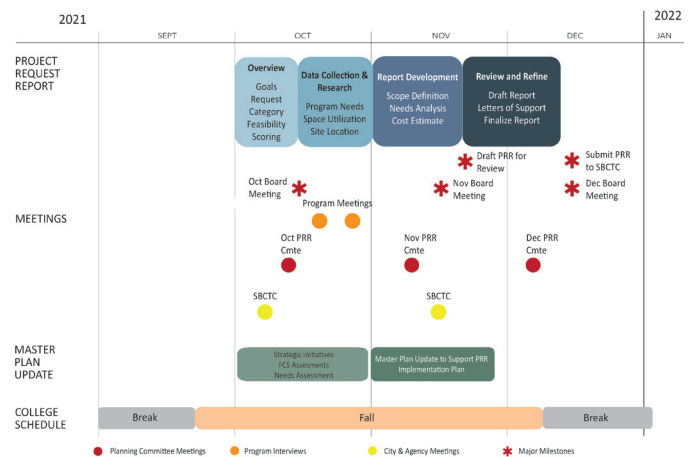 2021
2022
SEPT
OCT
NOV
DEC
JAN
PROJECT
REQUEST
REPORT
Overview
Goals
Request
Category
Feasibility
Scoring
Data Collection &
Research
Program Needs
Space Utilization
Site Location
Report Development
Scope Definition
Needs Analysis
Cost Estimate
Review and Refine
Draft Report
Letters of Support
Finalize Report
Draft PRR for
Review
Submit PRR
to SBCTC
Oct Board
Meeting
Nov Board
Meeting
Dec Board
Meeting
MEETINGS
Program Meetings
Oct PRR
Cmte
Nov PRR
Cmte
Dec PRR
Cmte
SBCTC
SBCTC
MASTER
PLAN
UPDATE
Strategic Initiatives
FCS Assesments
Needs Assessment
Master Plan Update to Support PRR
Implementation Plan
COLLEGE
SCHEDULE
Break
Fall
Break
Planning Committee Meetings
Program Interviews
City & Agency Meetings
Major Milestones